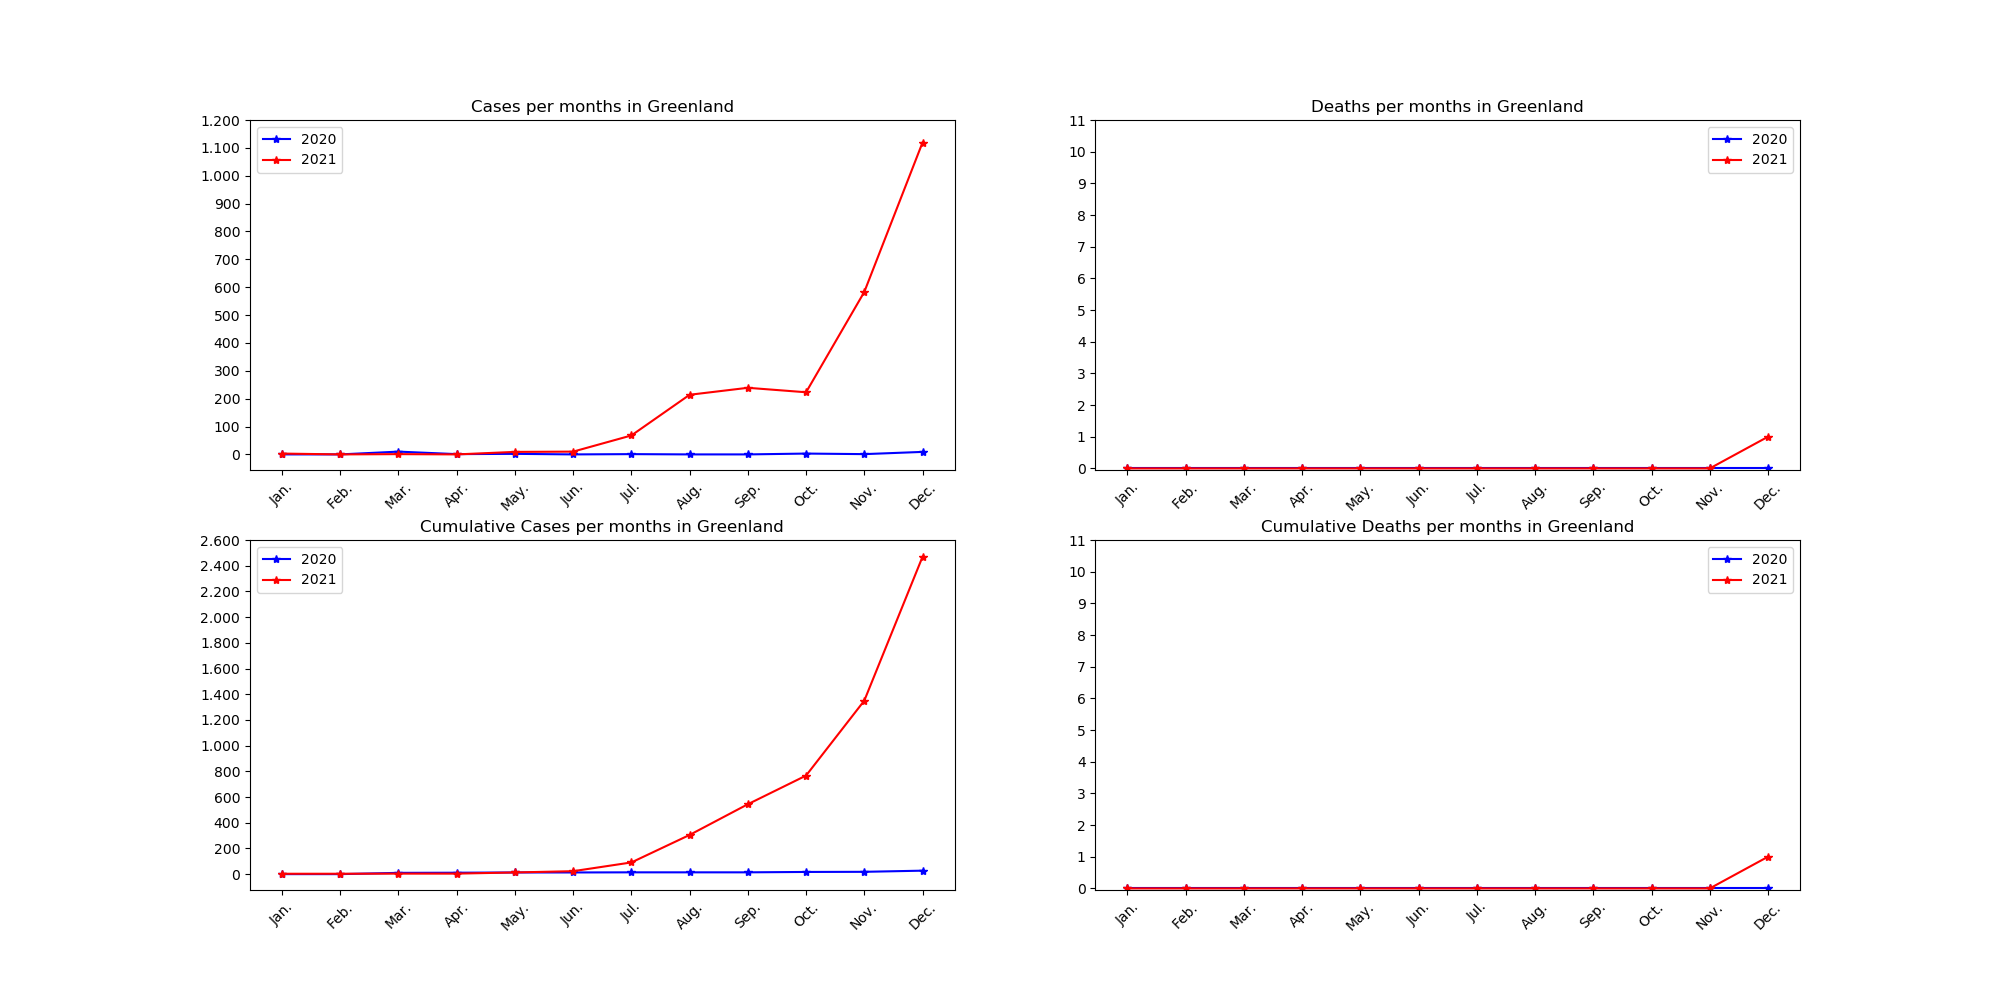 Cases per months in Greenland
1.200
1.100
1.000
900
800
700
600
500
400
300
200
100
0
2020
2021
Jan.
Feb.
Mar.
Apr.
May.
Jun.
Jul.
Aug.
Sep.
Oct.
Nov.
Dec.
Deaths per months in Greenland
11
10
9
8
7
6
5
4
3
2
1
0
2020
2021
Jan.
Feb.
Mar.
Apr.
May.
Jun.
Jul.
Aug.
Sep.
Oct.
Nov.
Dec.
Cumulative Cases per months in Greenland
2.600
2.400
2.200
2.000
1.800
1.600
1.400
1.200
1.000
800
600
400
200
0
2020
2021
Jan.
Feb.
Mar.
Apr.
May.
Jun.
Jul.
Aug.
Sep.
Oct.
Nov.
Dec.
Cumulative Deaths per months in Greenland
11
10
9
8
7
6
5
4
3
2
1
0
2020
2021
Jan.
Feb.
Mar.
Apr.
May.
Jun.
Jul.
Aug.
Sep.
Oct.
Nov.
Dec.